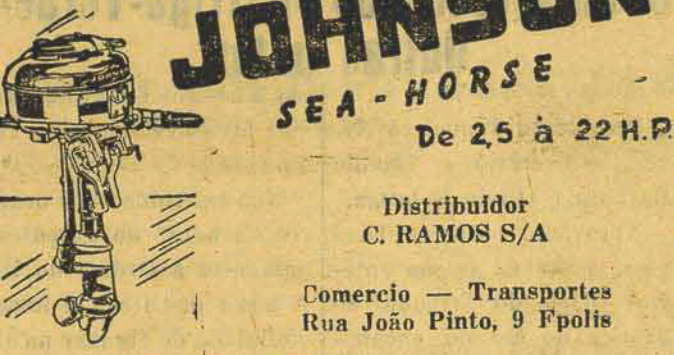 JOHNSON
SEA - HORSE
De 2,5 à 22 H.P.
Distribuidor
C. RAMOS S/A
Comercio — Transportes
Rua João Pinto, 9 Fpolis